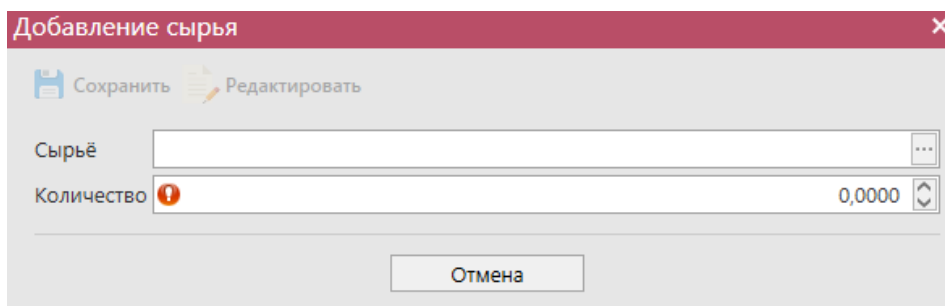 Добавление сырья
Сохранить Редактировать
Сырьё ...
Количество 0,0000
Отмена